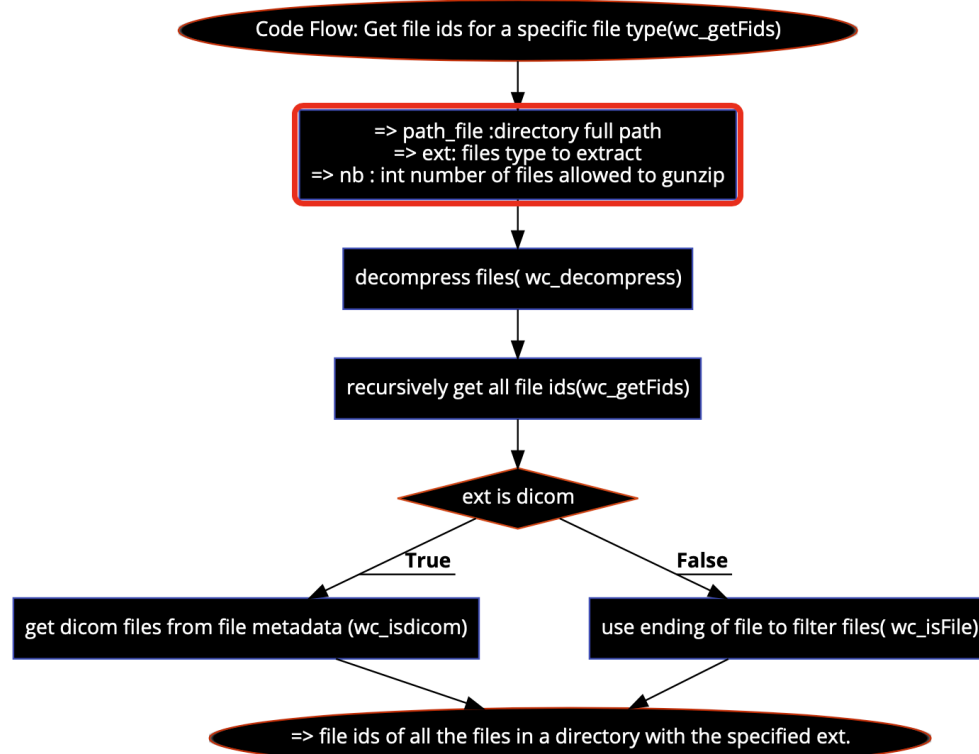 Code Flow: Get file ids for a specific file type(wc_getFids)
=> path_file :directory full path
=> ext: files type to extract
=> nb : int number of files allowed to gunzip
decompress files( wc_decompress)
recursively get all file ids(wc_getFids)
ext is dicom
True
False
get dicom files from file metadata (wc_isdicom)
use ending of file to filter files( wc_isFile)
=> file ids of all the files in a directory with the specified ext.